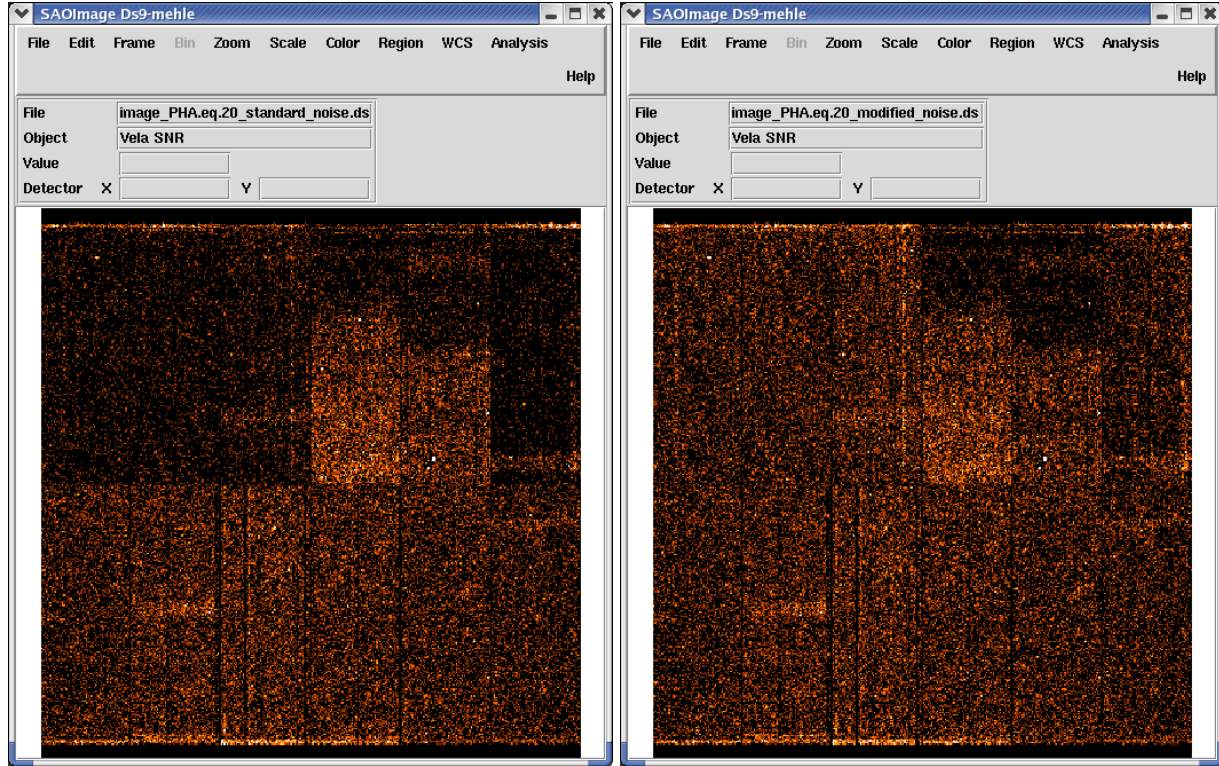 SAOImage Ds9-mehle
File Edit Frame Bin Zoom Scale Color Region WCS Analysis
Help
File image_PHA.eq.20_standard_noise.ds
Object Vela SNR
Value
Detector X Y
SAOImage Ds9-mehle
File Edit Frame Bin Zoom Scale Color Region WCS Analysis
Help
File image_PHA.eq.20_modified_noise.ds
Object Vela SNR
Value
Detector X Y